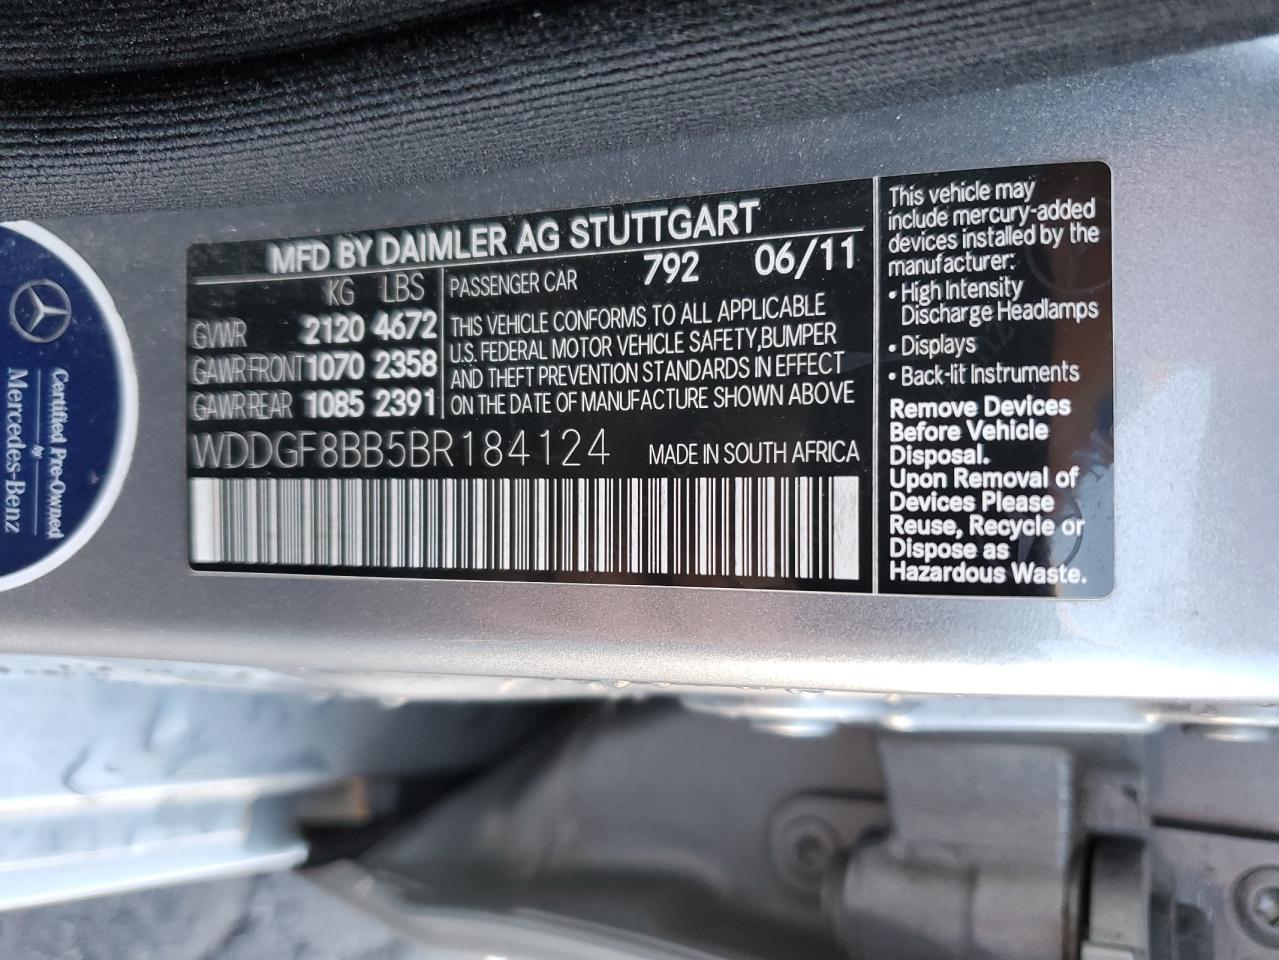 MFD BY DAIMLER AG STUTTGART
KG LBS
GVWR 2120 4672
GAWR FRONT 1070 2358
GAWR REAR 1085 2391
PASSENGER CAR 792 06/11
THIS VEHICLE CONFORMS TO ALL APPLICABLE
U.S. FEDERAL MOTOR VEHICLE SAFETY,BUMPER
AND THEFT PREVENTION STANDARDS IN EFFECT
ON THE DATE OF MANUFACTURE SHOWN ABOVE
WDDGF8BB5BR184124 MADE IN SOUTH AFRICA
This vehicle may
include mercury-added
devices installed by the
manufacturer:
• High Intensity
Discharge Headlamps
• Displays
• Back-lit Instruments
Remove Devices
Before Vehicle
Disposal.
Upon Removal of
Devices Please
Reuse, Recycle or
Dispose as
Hazardous Waste.
Certified Pre-Owned
by
Mercedes-Benz